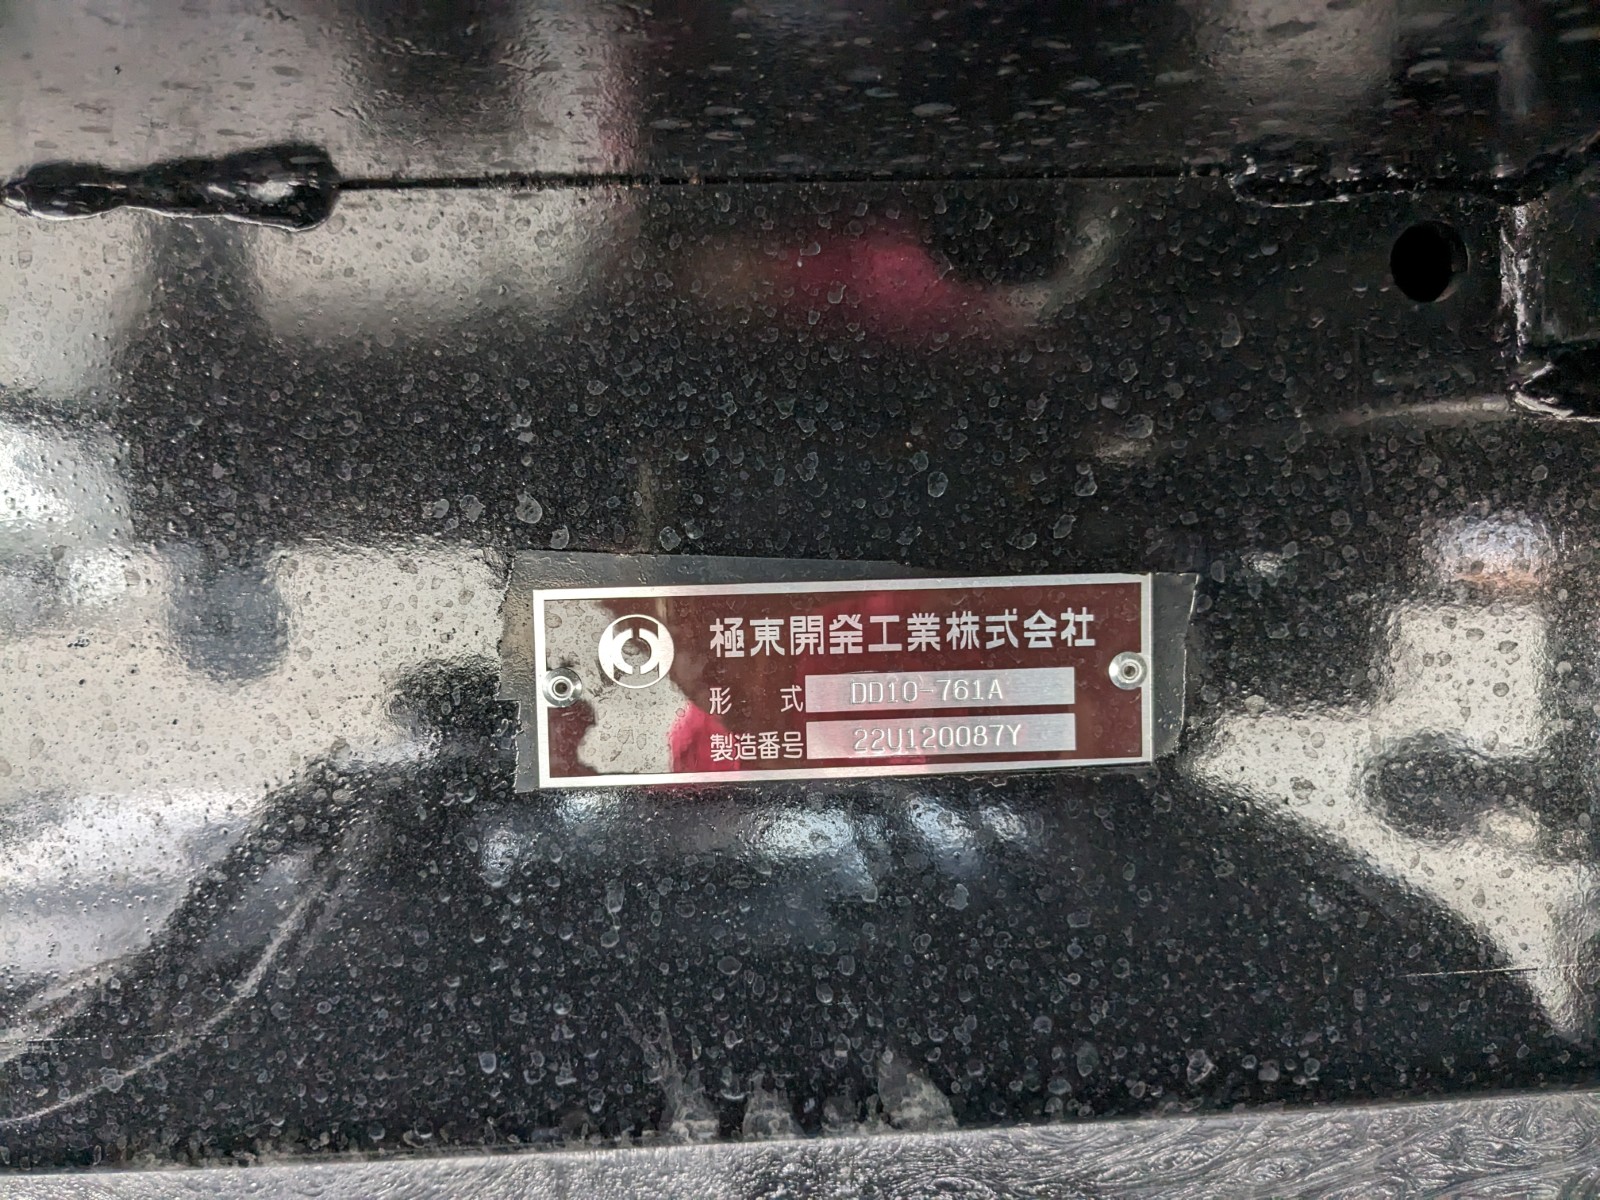 極東開発工業株式会社
形 式 DD10-761A
製造番号 22U120087Y